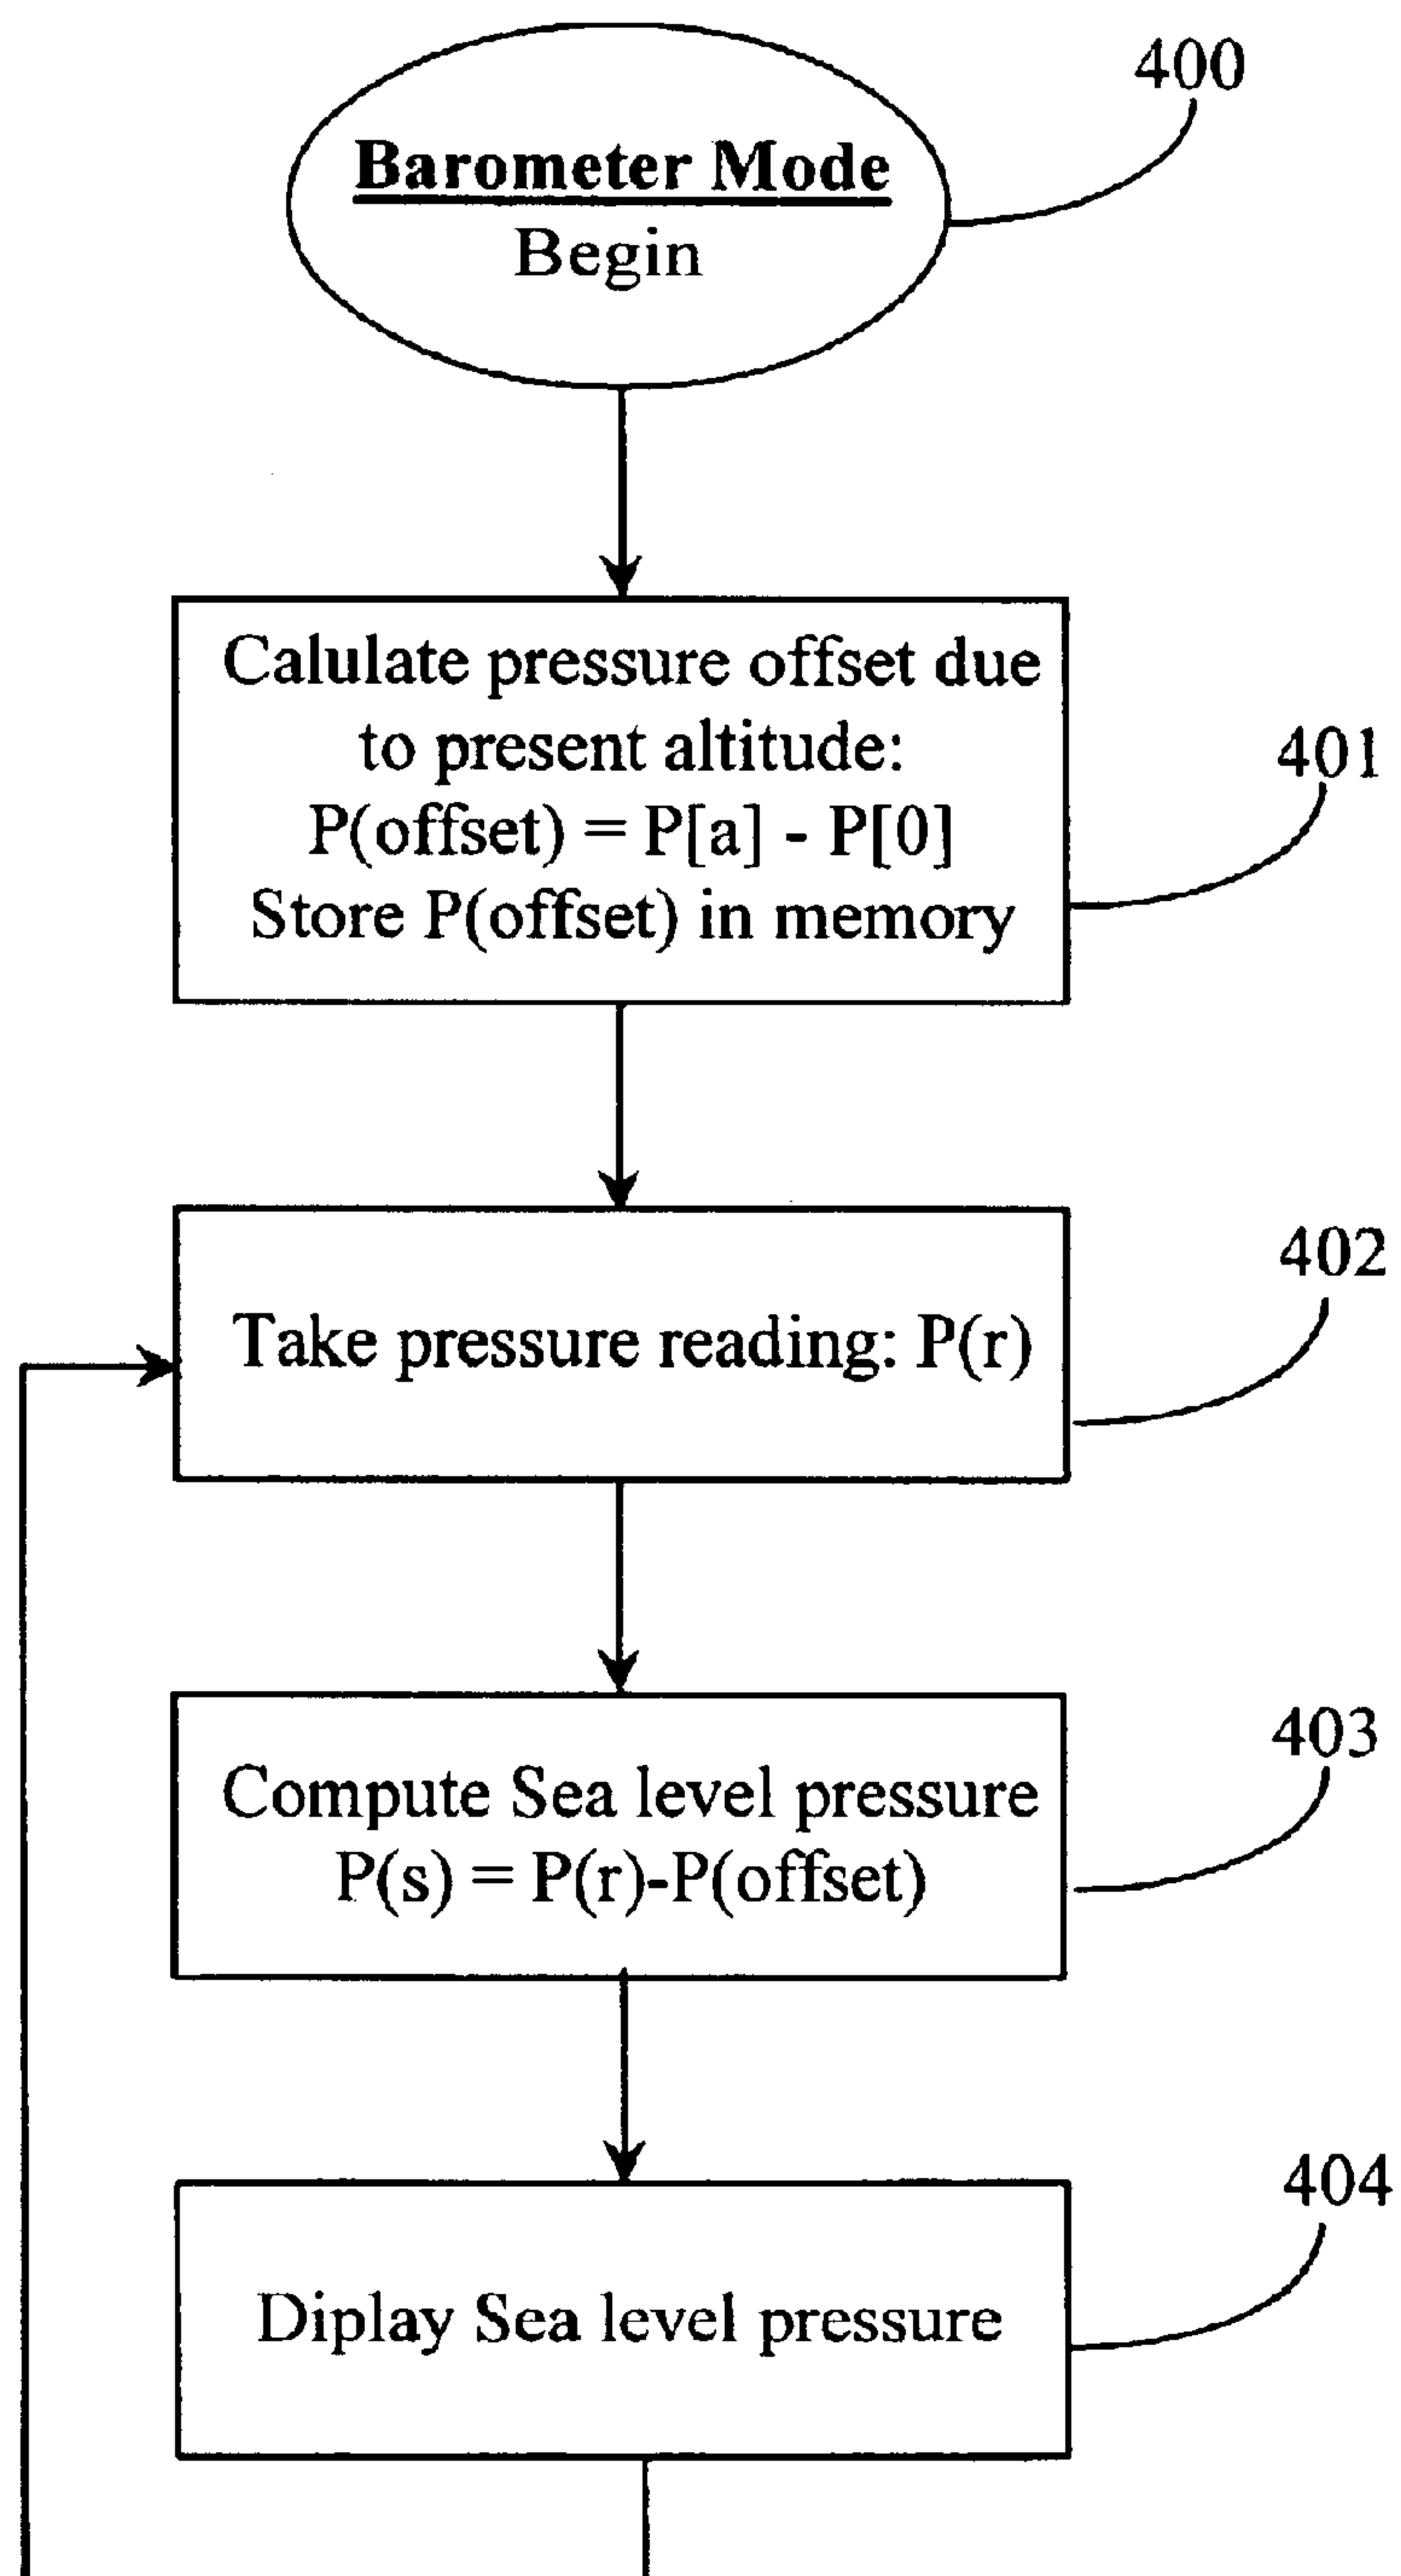 400
Barometer Mode
Begin
Calulate pressure offset due
to present altitude:
P(offset) = P[a] - P[0]
Store P(offset) in memory
401
Take pressure reading: P(r)
402
Compute Sea level pressure
P(s) = P(r)-P(offset)
403
Diplay Sea level pressure
404